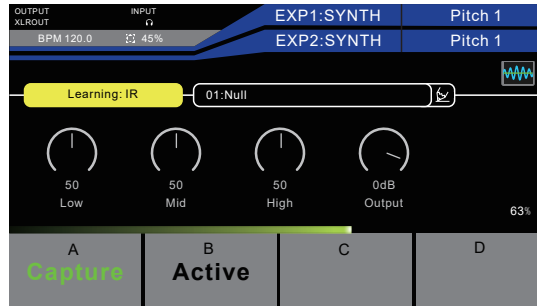 OUTPUT INPUT EXP1:SYNTH Pitch 1
XLROUT
BPM 120.0 45% EXP2:SYNTH Pitch 1
Learning: IR 01:Null
50 50 50 0dB
Low Mid High Output
63%
A B C D
Capture Active